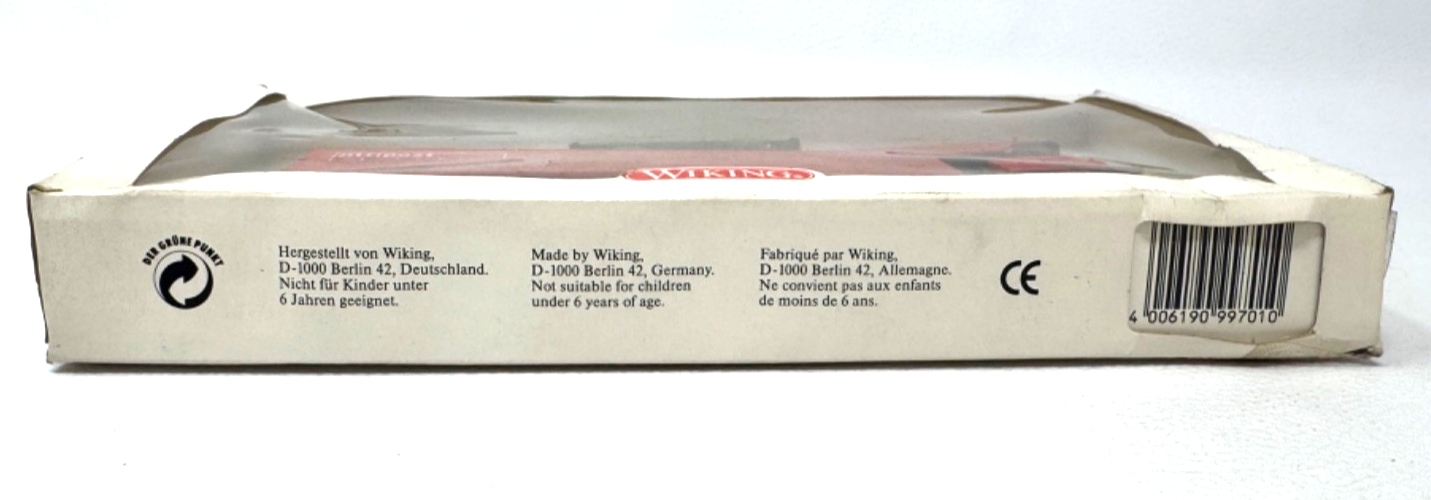 WIKING
DER GRÜNE PUNKT
Hergestellt von Wiking,
D-1000 Berlin 42, Deutschland.
Nicht für Kinder unter
6 Jahren geeignet.
Made by Wiking,
D-1000 Berlin 42, Germany.
Not suitable for children
under 6 years of age.
Fabriqué par Wiking,
D-1000 Berlin 42, Allemagne.
Ne convient pas aux enfants
de moins de 6 ans.
CE
4 006190 997010